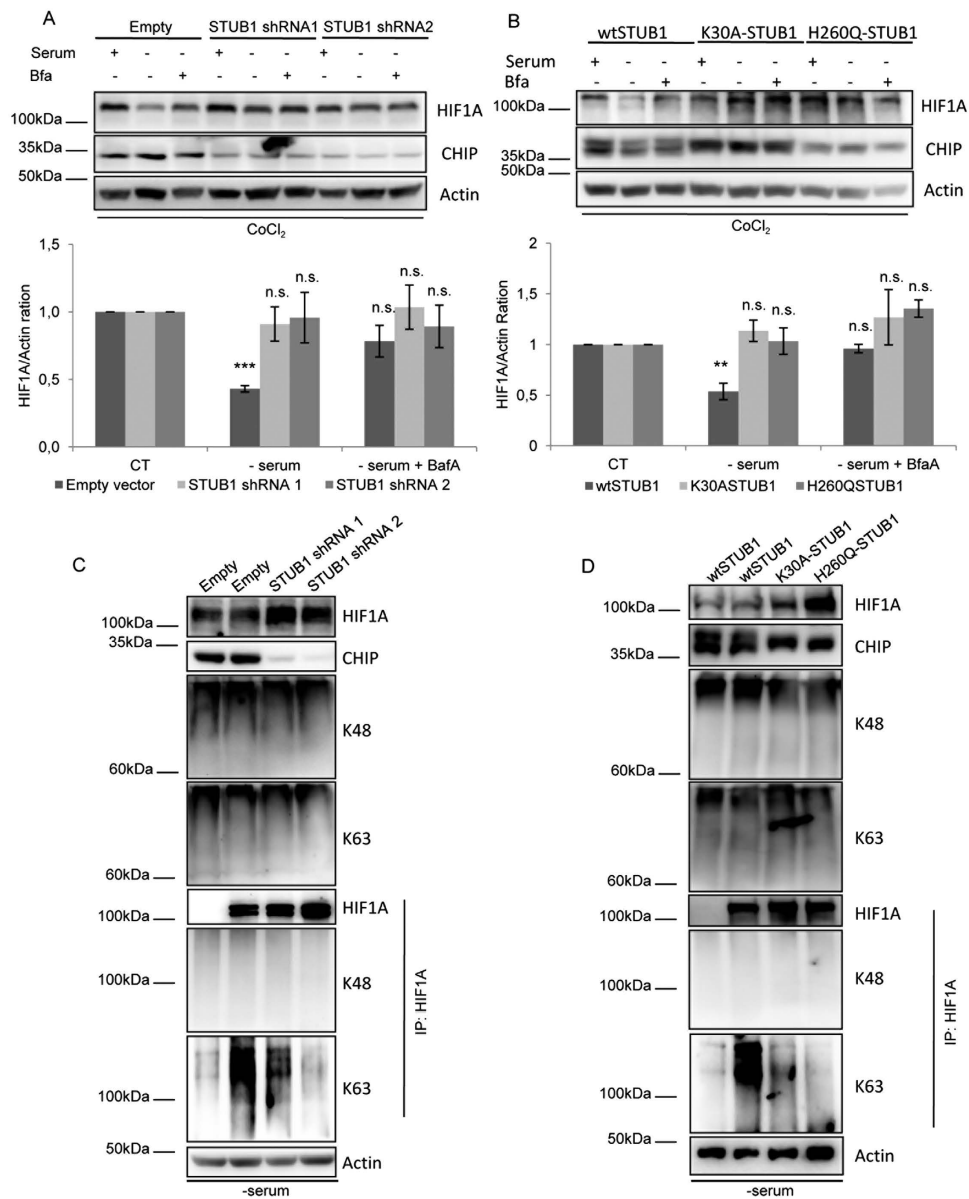 A
Empty STUB1 shRNA1 STUB1 shRNA2
Serum + - - + - - + - -
Bfa - - + - - + - - +
HIF1A
100kDa
35kDa
CHIP
50kDa
Actin
CoCl2
1,5
1,0
0,5
0,0
HIF1A/Actin ration
***
n.s.
n.s.
n.s.
n.s.
n.s.
CT - serum - serum + BafA
Empty vector STUB1 shRNA 1 STUB1 shRNA 2
B
wtSTUB1 K30A-STUB1 H260Q-STUB1
Serum + - - + - - + - -
Bfa - - + - - + - - +
100kDa
HIF1A
35kDa
CHIP
50kDa
Actin
CoCl2
2
1,5
1
0,5
0
HIF1A/Actin Ration
**
n.s.
n.s.
n.s.
n.s.
n.s.
CT - serum - serum + BfaA
wtSTUB1 K30ASTUB1 H260QSTUB1
C
Empty Empty STUB1 shRNA 1 STUB1 shRNA 2
HIF1A
100kDa
35kDa
CHIP
K48
60kDa
K63
60kDa
HIF1A
100kDa
K48
100kDa
K63
100kDa
IP: HIF1A
50kDa
Actin
-serum
D
wtSTUB1 wtSTUB1 K30A-STUB1 H260Q-STUB1
100kDa
HIF1A
CHIP
35kDa
K48
60kDa
K63
60kDa
HIF1A
100kDa
K48
100kDa
K63
100kDa
IP: HIF1A
50kDa
Actin
-serum